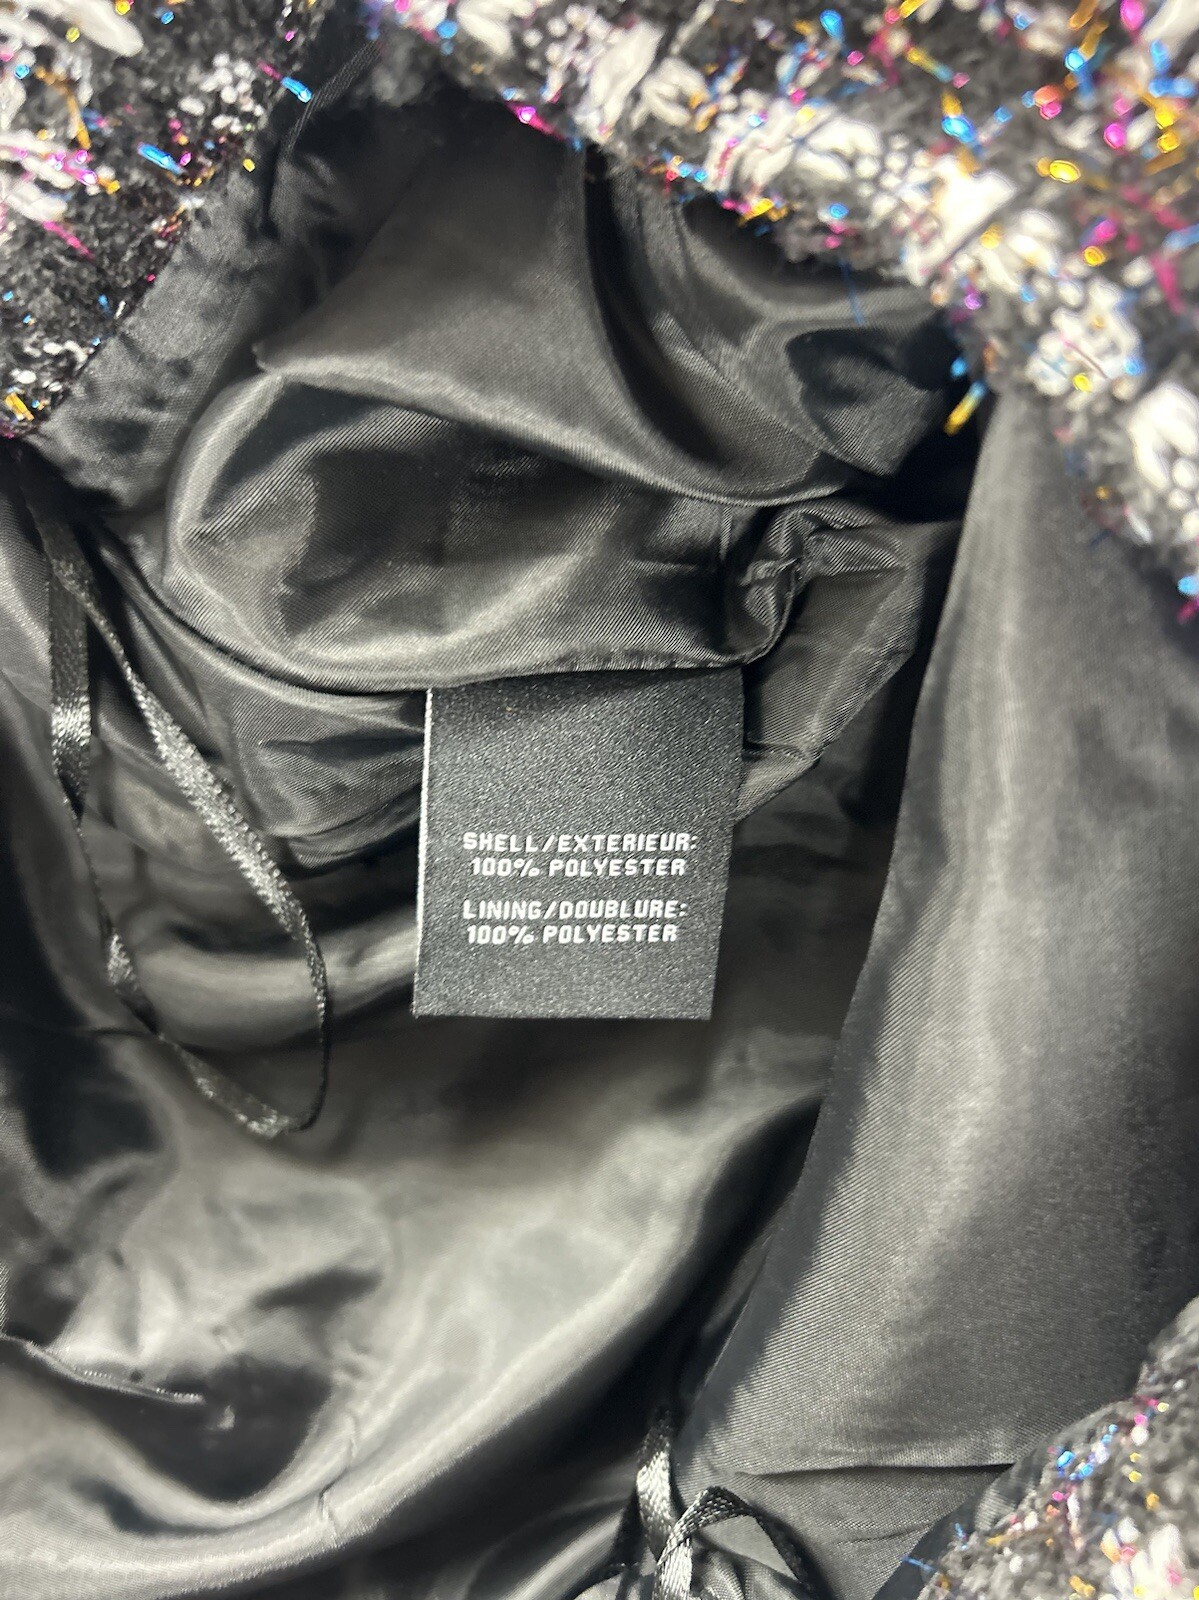 SHELL/EXTERIEUR:
100% POLYESTER
LINING/DOUBLURE:
100% POLYESTER